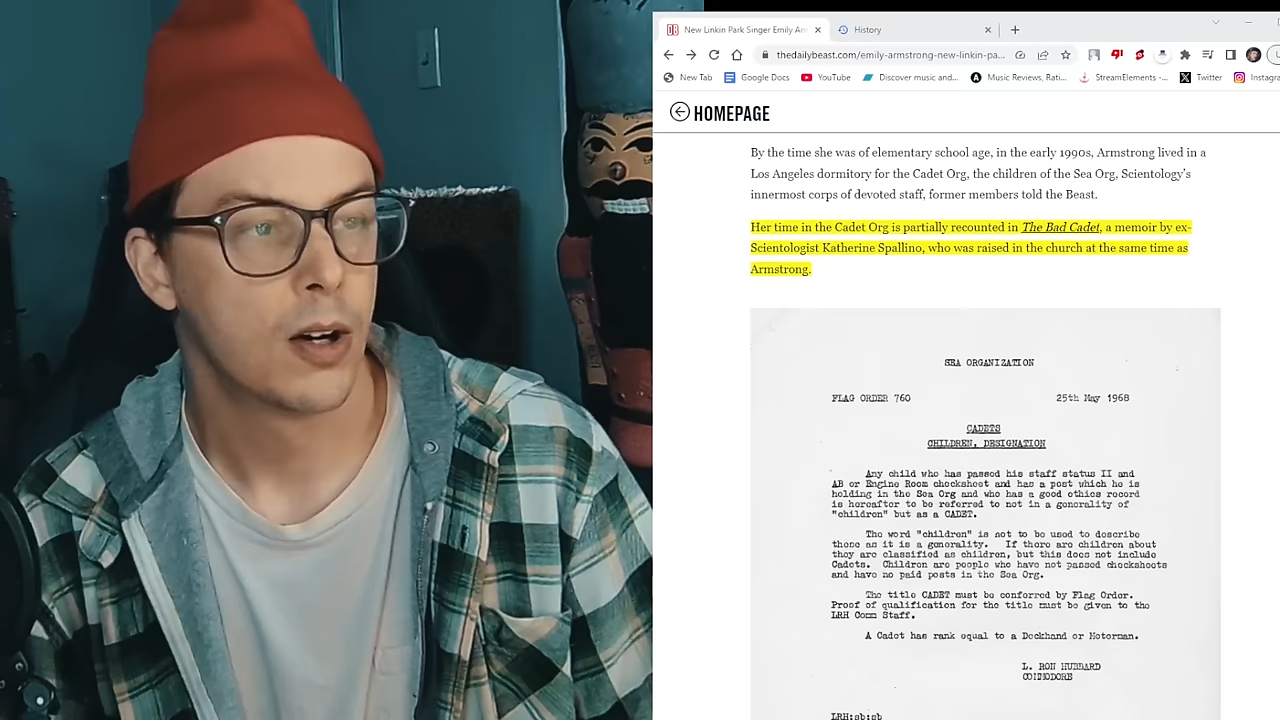 New Linkin Park Singer Emily Arm
History
thedailybeast.com/emily-armstrong-new-linkin-pa...
New Tab
Google Docs
YouTube
Discover music and...
Music Reviews, Rati...
StreamElements -...
Twitter
Instagra
HOMEPAGE
By the time she was of elementary school age, in the early 1990s, Armstrong lived in a
Los Angeles dormitory for the Cadet Org, the children of the Sea Org, Scientology's
innermost corps of devoted staff, former members told the Beast.
Her time in the Cadet Org is partially recounted in The Bad Cadet, a memoir by ex-
Scientologist Katherine Spallino, who was raised in the church at the same time as
Armstrong.
SEA ORGANIZATION
FLAG ORDER 760 25th May 1968
CADETS
CHILDREN, DESIGNATION
Any child who has passed his staff status II and
AB or Engine Room checksheet and has a post which he is
holding in the Sea Org and who has a good ethics record
is hereafter to be referred to not in a generality of
"children" but as a CADET.
The word "children" is not to be used to describe
these as it is a generality. If there are children about
they are classified as children, but this does not include
Cadets. Children are people who have not passed checksheets
and have no paid posts in the Sea Org.
The title CADET must be conferred by Flag Order.
Proof of qualification for the title must be given to the
LRH Comm Staff.
A Cadet has rank equal to a Deckhand or Motorman.
L. RON HUBBARD
COMMODORE
LRH:sb:sb